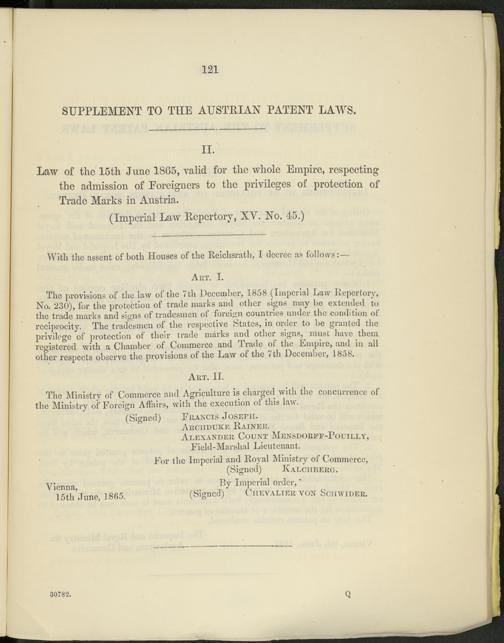 121
SUPPLEMENT TO THE AUSTRIAN PATENT LAWS.
II.
Law of the 15th June 1865, valid for the whole Empire, respecting
the admission of Foreigners to the privileges of protection of
Trade Marks in Austria.
(Imperial Law Repertory, XV. No. 45.)
With the assent of both Houses of the Reichsrath, I decree as follows:—
ART. I.
The provisions of the law of the 7th December, 1858 (Imperial Law Repertory,
No. 230), for the protection of trade marks and other signs may be extended to
the trade marks and signs of tradesmen of foreign countries under the condition of
reciprocity. The tradesmen of the respective States, in order to be granted the
privilege of protection of their trade marks and other signs, must have them
registered with a Chamber of Commerce and Trade of the Empire, and in all
other respects observe the provisions of the Law of the 7th December, 1858.
ART. II.
The Ministry of Commerce and Agriculture is charged with the concurrence of
the Ministry of Foreign Affairs, with the execution of this law.
(Signed) FRANCIS JOSEPH.
ARCHDUKE RAINER.
ALEXANDER COUNT MENSDORFF-POUILLY,
Field-Marshal Lieutenant.
For the Imperial and Royal Ministry of Commerce,
(Signed) KALCHBERG.
By Imperial order,
Vienna,
15th June, 1865. (Signed) CHEVALIER VON SCHWIDER.
30782. Q